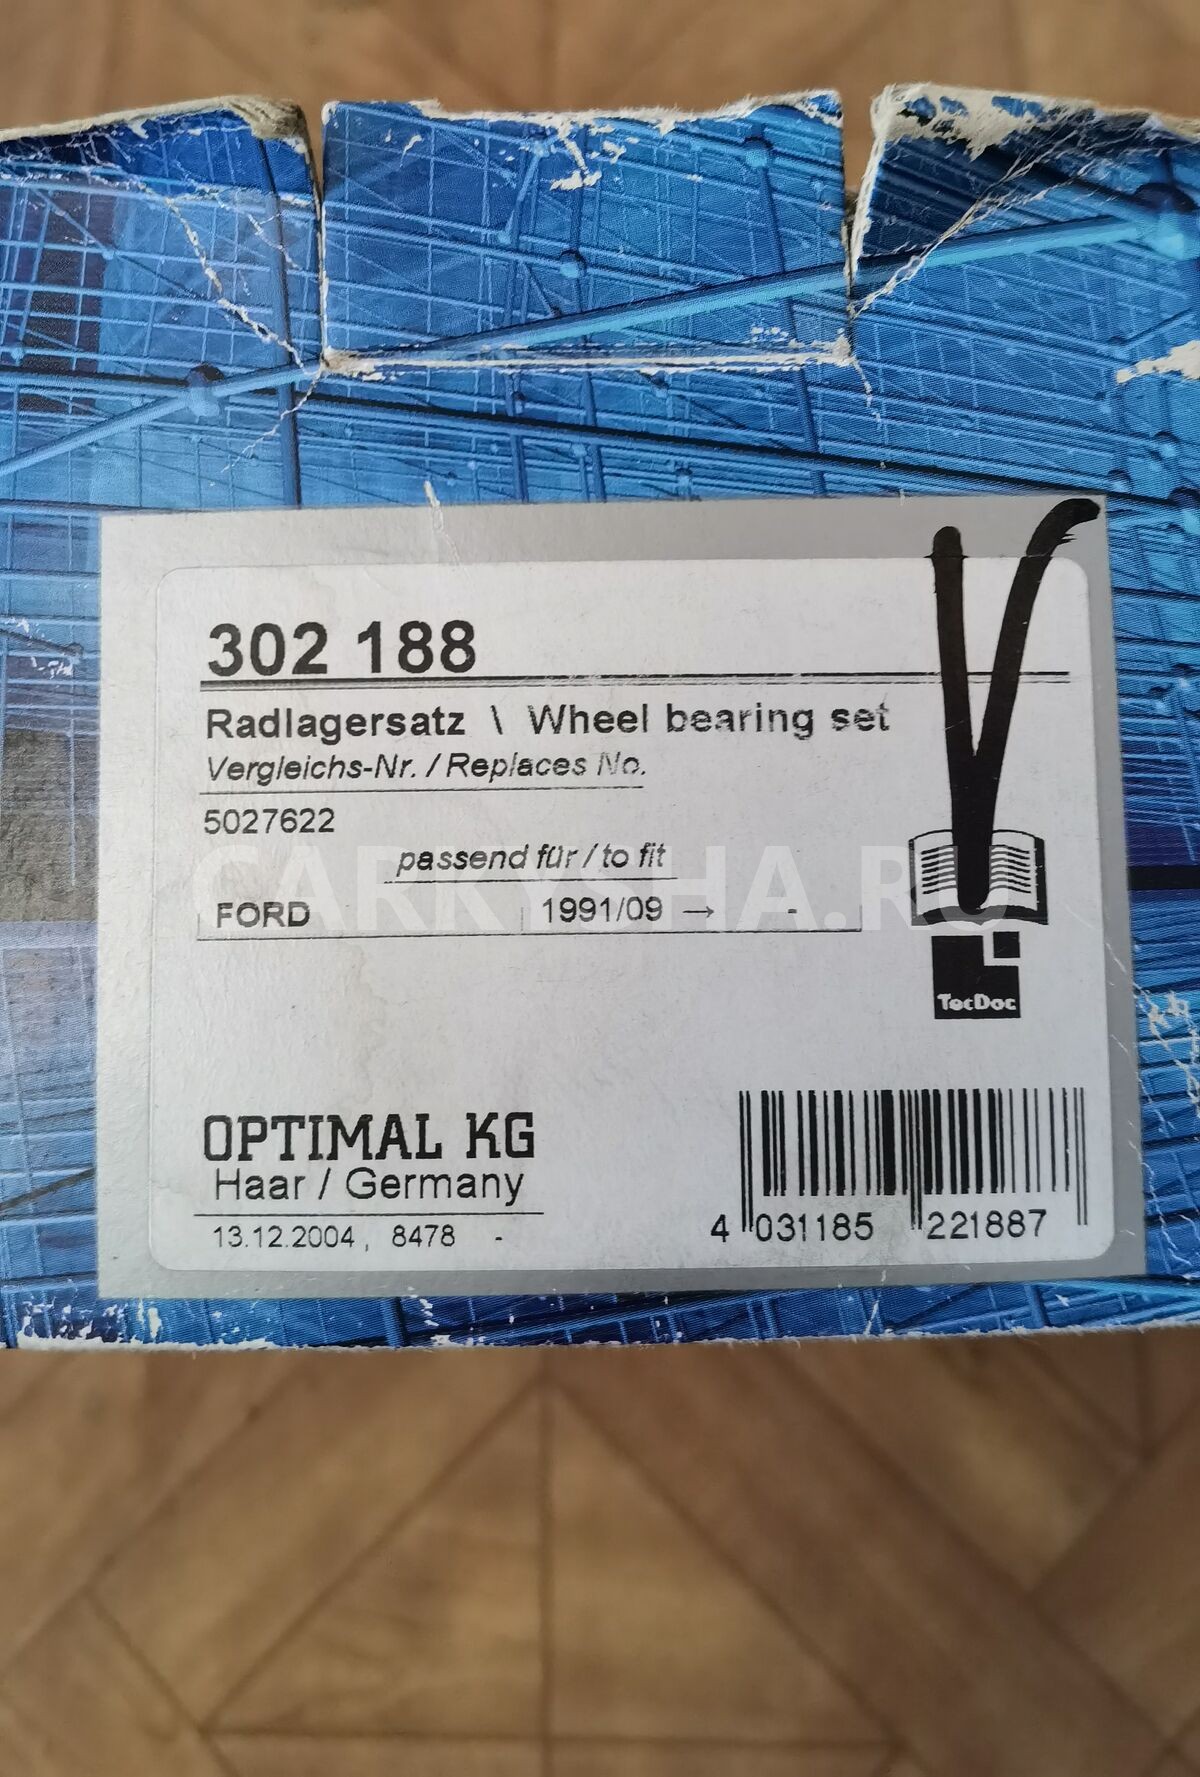 302 188
Radlagersatz \ Wheel bearing set
Vergleichs-Nr. / Replaces No.
5027622
passend für / to fit
FORD 1991/09 → -
CARRYSHA.RU
TecDoc
OPTIMAL KG
Haar / Germany
13.12.2004 , 8478 -
4 031185 221887